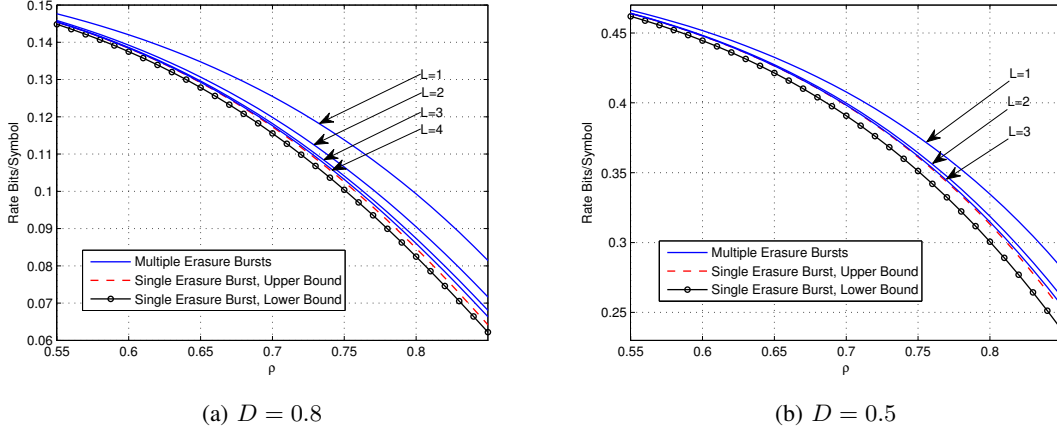 0.15
0.14
0.13
0.12
0.11
0.1
0.09
0.08
0.07
0.06
Rate Bits/Symbol
0.55
0.6
0.65
0.7
0.75
0.8
ρ
L=1
L=2
L=3
L=4
Multiple Erasure Bursts
Single Erasure Burst, Upper Bound
Single Erasure Burst, Lower Bound
(a) D = 0.8
0.45
0.4
0.35
0.3
0.25
Rate Bits/Symbol
0.55
0.6
0.65
0.7
0.75
0.8
ρ
L=1
L=2
L=3
Multiple Erasure Bursts
Single Erasure Burst, Upper Bound
Single Erasure Burst, Lower Bound
(b) D = 0.5